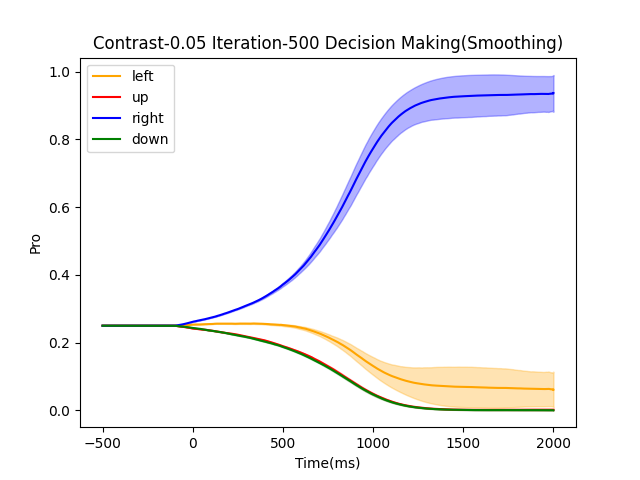 Contrast-0.05 Iteration-500 Decision Making(Smoothing)
left
up
right
down
1.0
0.8
0.6
0.4
0.2
0.0
Pro
−500
0
500
1000
1500
2000
Time(ms)